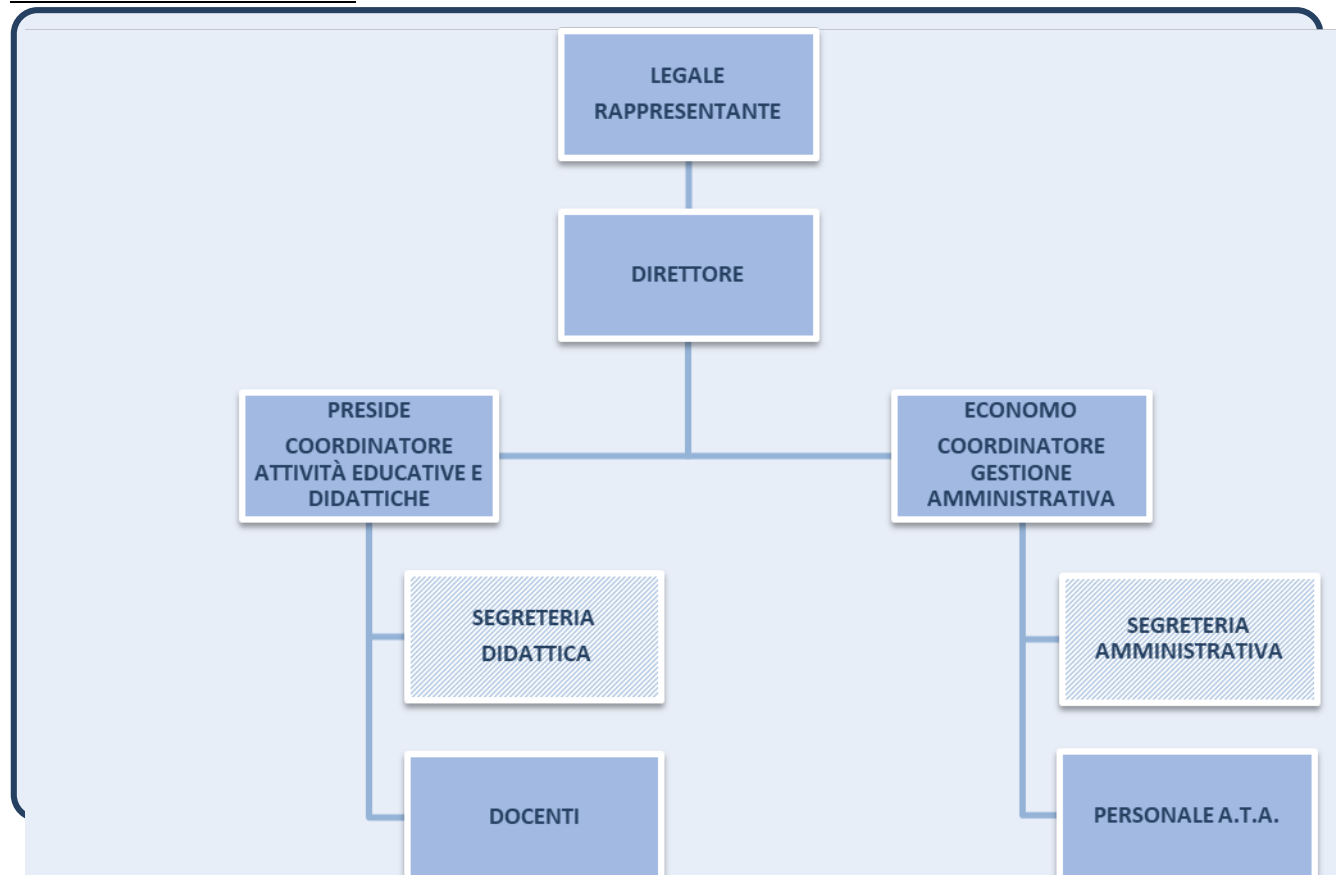 LEGALE
RAPPRESENTANTE
DIRETTORE
PRESIDE
COORDINATORE
ATTIVITÀ EDUCATIVE E
DIDATTICHE
ECONOMO
COORDINATORE
GESTIONE
AMMINISTRATIVA
SEGRETERIA
DIDATTICA
SEGRETERIA
AMMINISTRATIVA
DOCENTI
PERSONALE A.T.A.